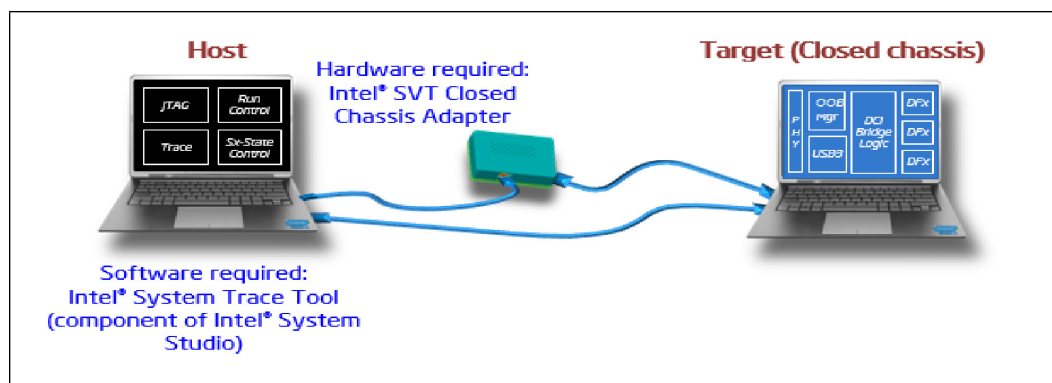 Host
Target (Closed chassis)
Hardware required:
Intel® SVT Closed
Chassis Adapter
JTAG
Run
Control
Trace
Sx-State
Control
P
H
Y
OOB
Mgr
USB3
DCI
Bridge
Logic
DFx
DFx
DFx
Software required:
Intel® System Trace Tool
(component of Intel® System
Studio)